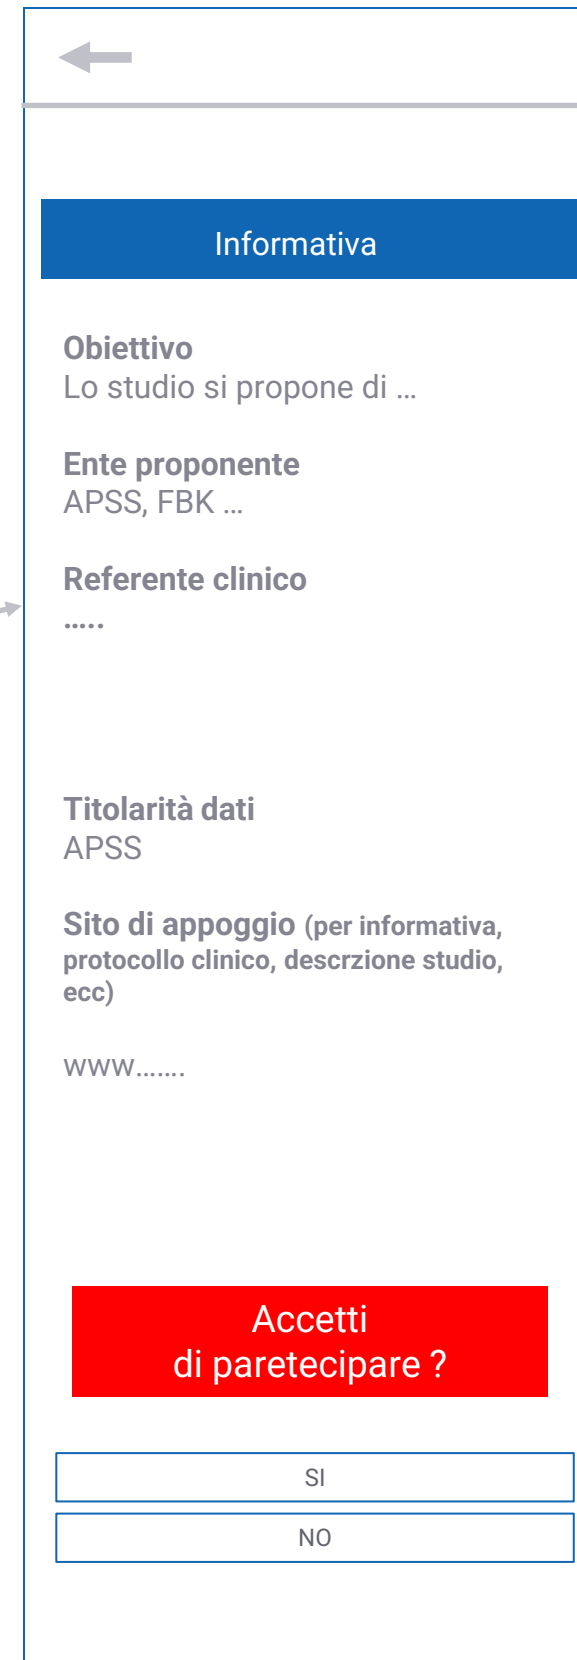 Informativa
Obiettivo
Lo studio si propone di ...
Ente proponente
APSS, FBK ...
Referente clinico
.....
Titolarità dati
APSS
Sito di appoggio (per informativa,
protocollo clinico, descrzione studio,
ecc)
www.......
Accetti
di paretecipare ?
SI
NO